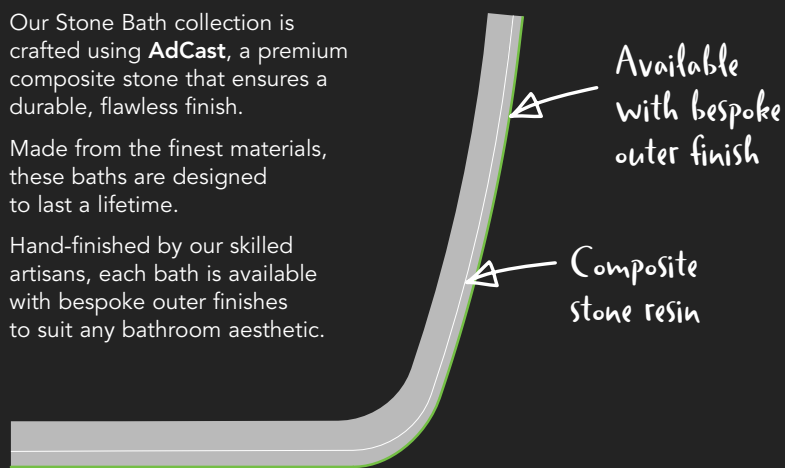 Our Stone Bath collection is
crafted using AdCast, a premium
composite stone that ensures a
durable, flawless finish.
Made from the finest materials,
these baths are designed
to last a lifetime.
Hand-finished by our skilled
artisans, each bath is available
with bespoke outer finishes
to suit any bathroom aesthetic.
Available
with bespoke
outer finish
Composite
stone resin